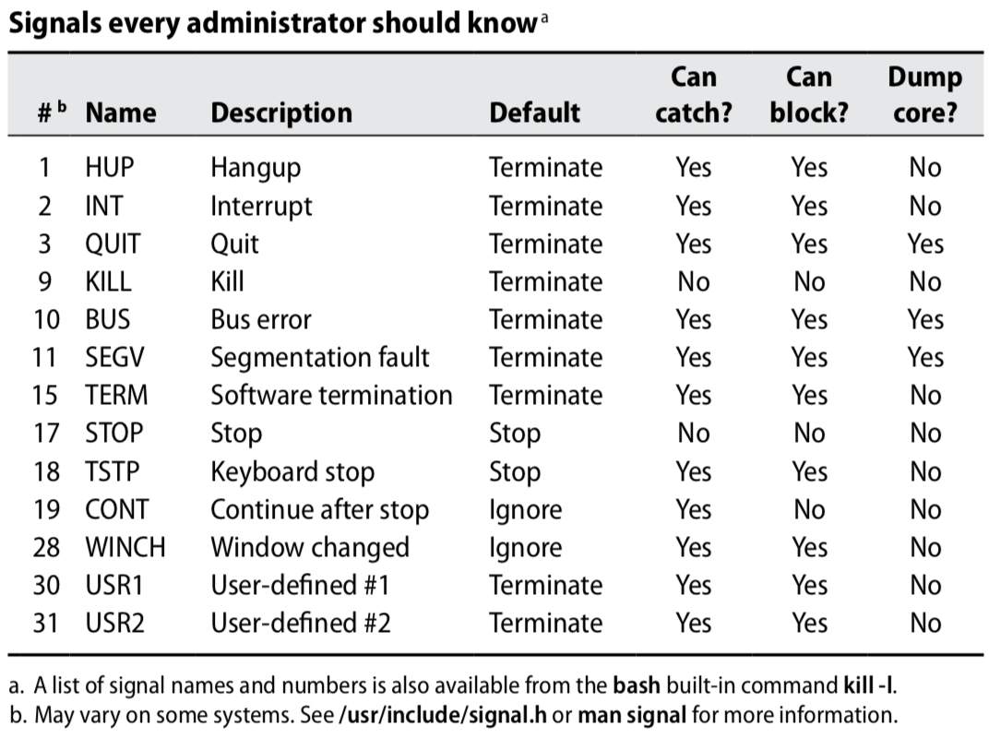 Signals every administrator should know a
# b Name Description Default Can catch? Can block? Dump core?
1 HUP Hangup Terminate Yes Yes No
2 INT Interrupt Terminate Yes Yes No
3 QUIT Quit Terminate Yes Yes Yes
9 KILL Kill Terminate No No No
10 BUS Bus error Terminate Yes Yes Yes
11 SEGV Segmentation fault Terminate Yes Yes Yes
15 TERM Software termination Terminate Yes Yes No
17 STOP Stop Stop No No No
18 TSTP Keyboard stop Stop Yes Yes No
19 CONT Continue after stop Ignore Yes No No
28 WINCH Window changed Ignore Yes Yes No
30 USR1 User-defined #1 Terminate Yes Yes No
31 USR2 User-defined #2 Terminate Yes Yes No
a. A list of signal names and numbers is also available from the bash built-in command kill -l.
b. May vary on some systems. See /usr/include/signal.h or man signal for more information.